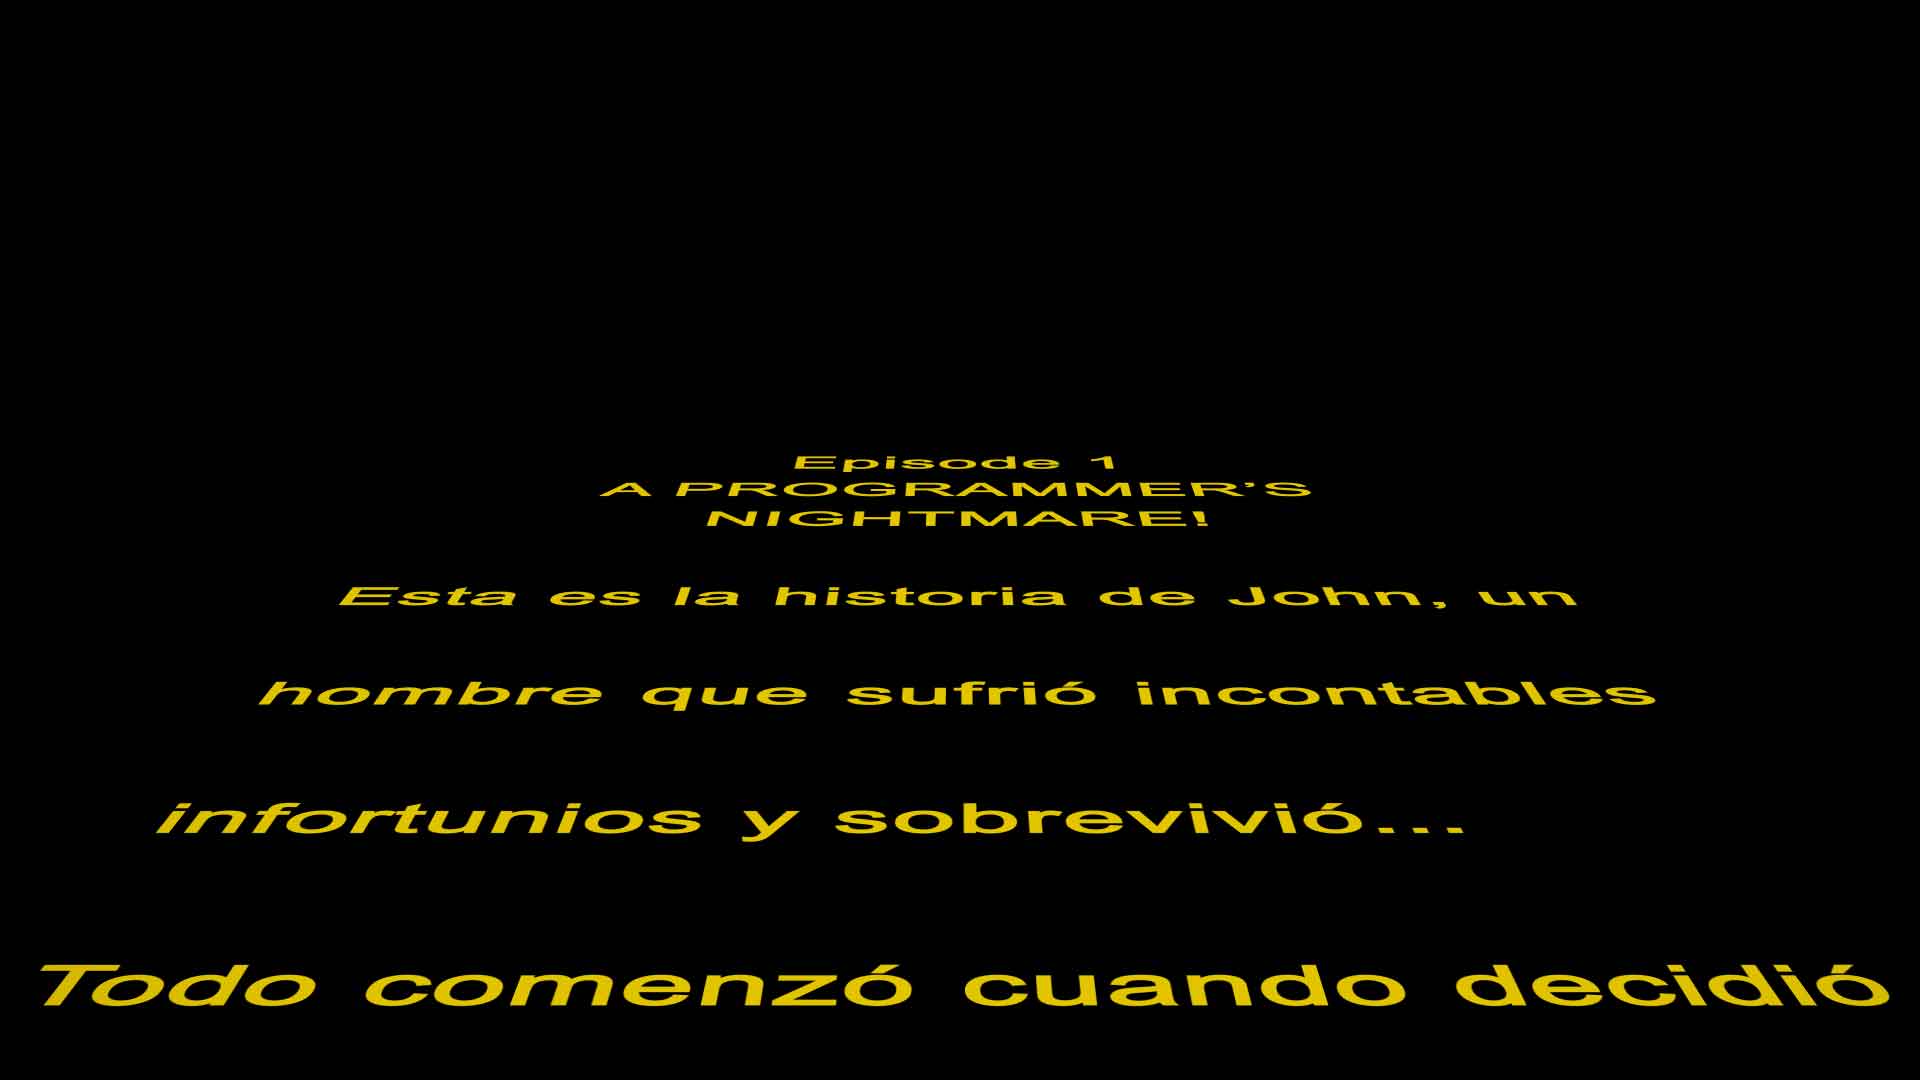 Episode 1
A PROGRAMMER’S
NIGHTMARE!
Esta es la historia de John, un
hombre que sufrió incontables
infortunios y sobrevivió...
Todo comenzó cuando decidió